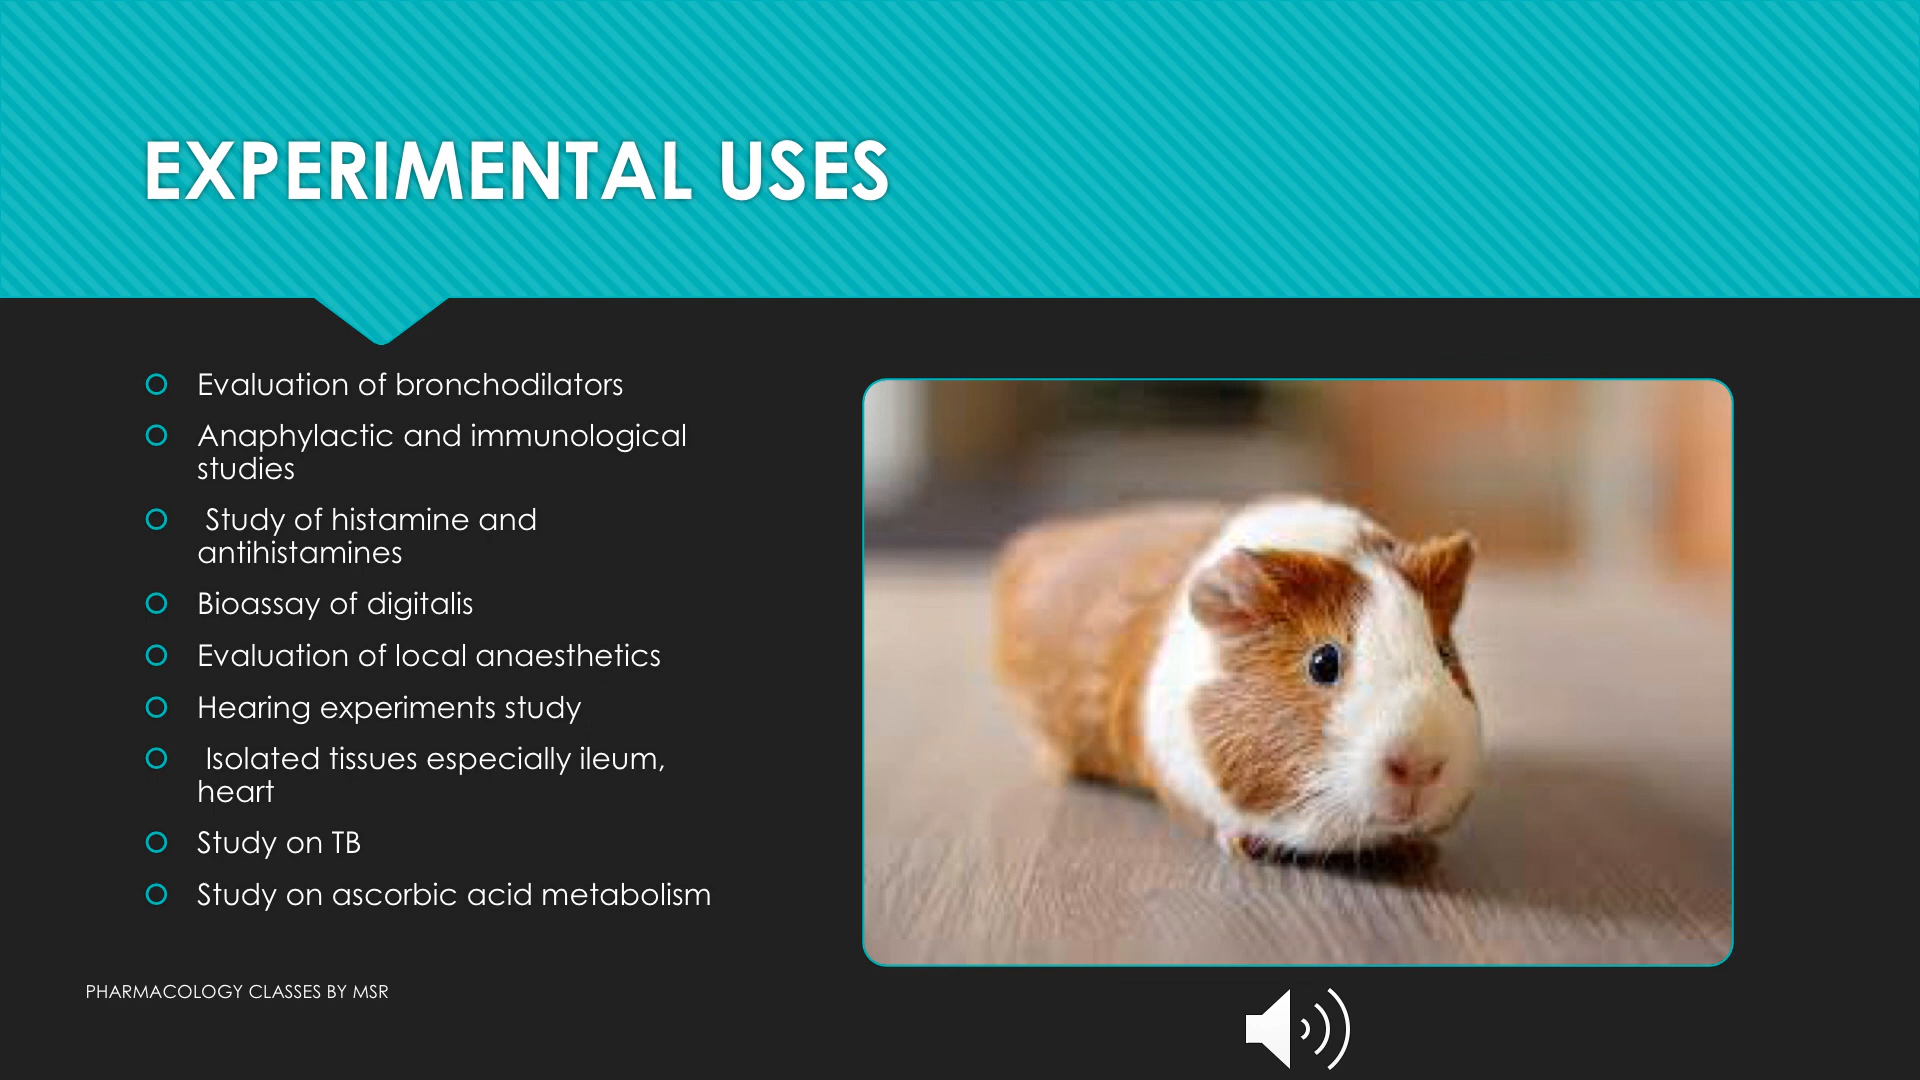 EXPERIMENTAL USES
Evaluation of bronchodilators
Anaphylactic and immunological
studies
Study of histamine and
antihistamines
Bioassay of digitalis
Evaluation of local anaesthetics
Hearing experiments study
Isolated tissues especially ileum,
heart
Study on TB
Study on ascorbic acid metabolism
PHARMACOLOGY CLASSES BY MSR